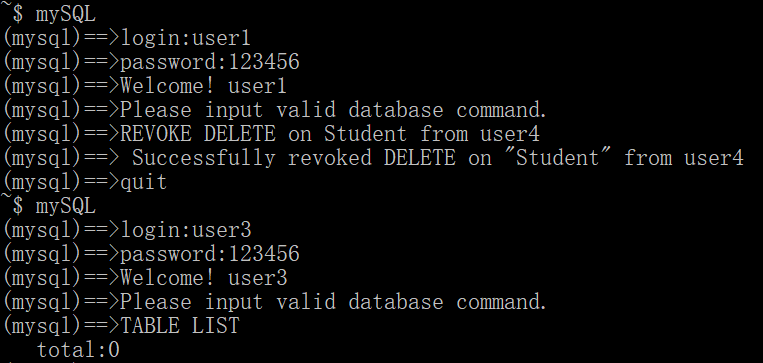 ~$ mySQL
(mysql)==>login:user1
(mysql)==>password:123456
(mysql)==>Welcome! user1
(mysql)==>Please input valid database command.
(mysql)==>REVOKE DELETE on Student from user4
(mysql)==> Successfully revoked DELETE on "Student" from user4
(mysql)==>quit
~$ mySQL
(mysql)==>login:user3
(mysql)==>password:123456
(mysql)==>Welcome! user3
(mysql)==>Please input valid database command.
(mysql)==>TABLE LIST
total:0